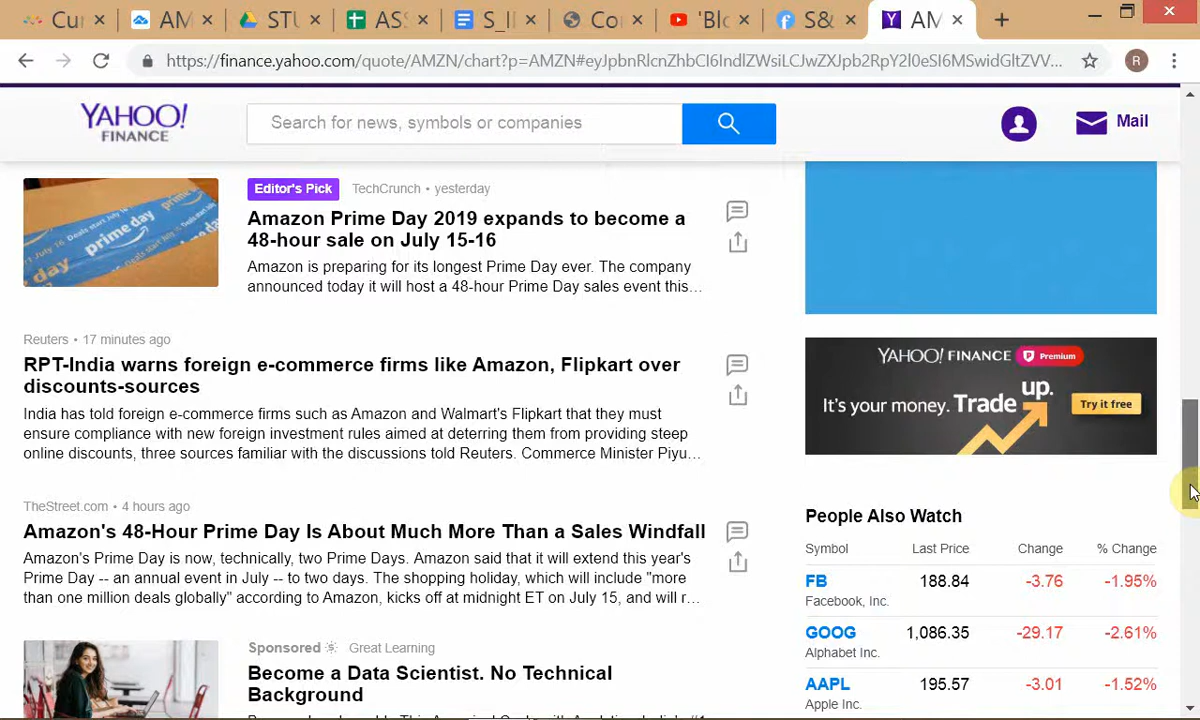 Cur
AM
STU
ASS
S_I
Co
'Blo
S&
AM
https://finance.yahoo.com/quote/AMZN/chart?p=AMZN#eyJpbnRlcnZhbCI6IndlZWsiLCJwZXJpb2RpY2l0eSI6MSwidGltZVV...
R
YAHOO!
FINANCE
Search for news, symbols or companies
Mail
prime day
Deals start July 16
Editor's Pick TechCrunch • yesterday
Amazon Prime Day 2019 expands to become a
48-hour sale on July 15-16
Amazon is preparing for its longest Prime Day ever. The company
announced today it will host a 48-hour Prime Day sales event this...
Reuters • 17 minutes ago
RPT-India warns foreign e-commerce firms like Amazon, Flipkart over
discounts-sources
India has told foreign e-commerce firms such as Amazon and Walmart's Flipkart that they must
ensure compliance with new foreign investment rules aimed at deterring them from providing steep
online discounts, three sources familiar with the discussions told Reuters. Commerce Minister Piyu...
TheStreet.com • 4 hours ago
Amazon's 48-Hour Prime Day Is About Much More Than a Sales Windfall
Amazon's Prime Day is now, technically, two Prime Days. Amazon said that it will extend this year's
Prime Day -- an annual event in July -- to two days. The shopping holiday, which will include "more
than one million deals globally" according to Amazon, kicks off at midnight ET on July 15, and will r...
Sponsored Great Learning
Become a Data Scientist. No Technical
Background
YAHOO! FINANCE Premium
It's your money. Trade up.
Try it free
People Also Watch
Symbol Last Price Change % Change
FB 188.84 -3.76 -1.95%
Facebook, Inc.
GOOG 1,086.35 -29.17 -2.61%
Alphabet Inc.
AAPL 195.57 -3.01 -1.52%
Apple Inc.